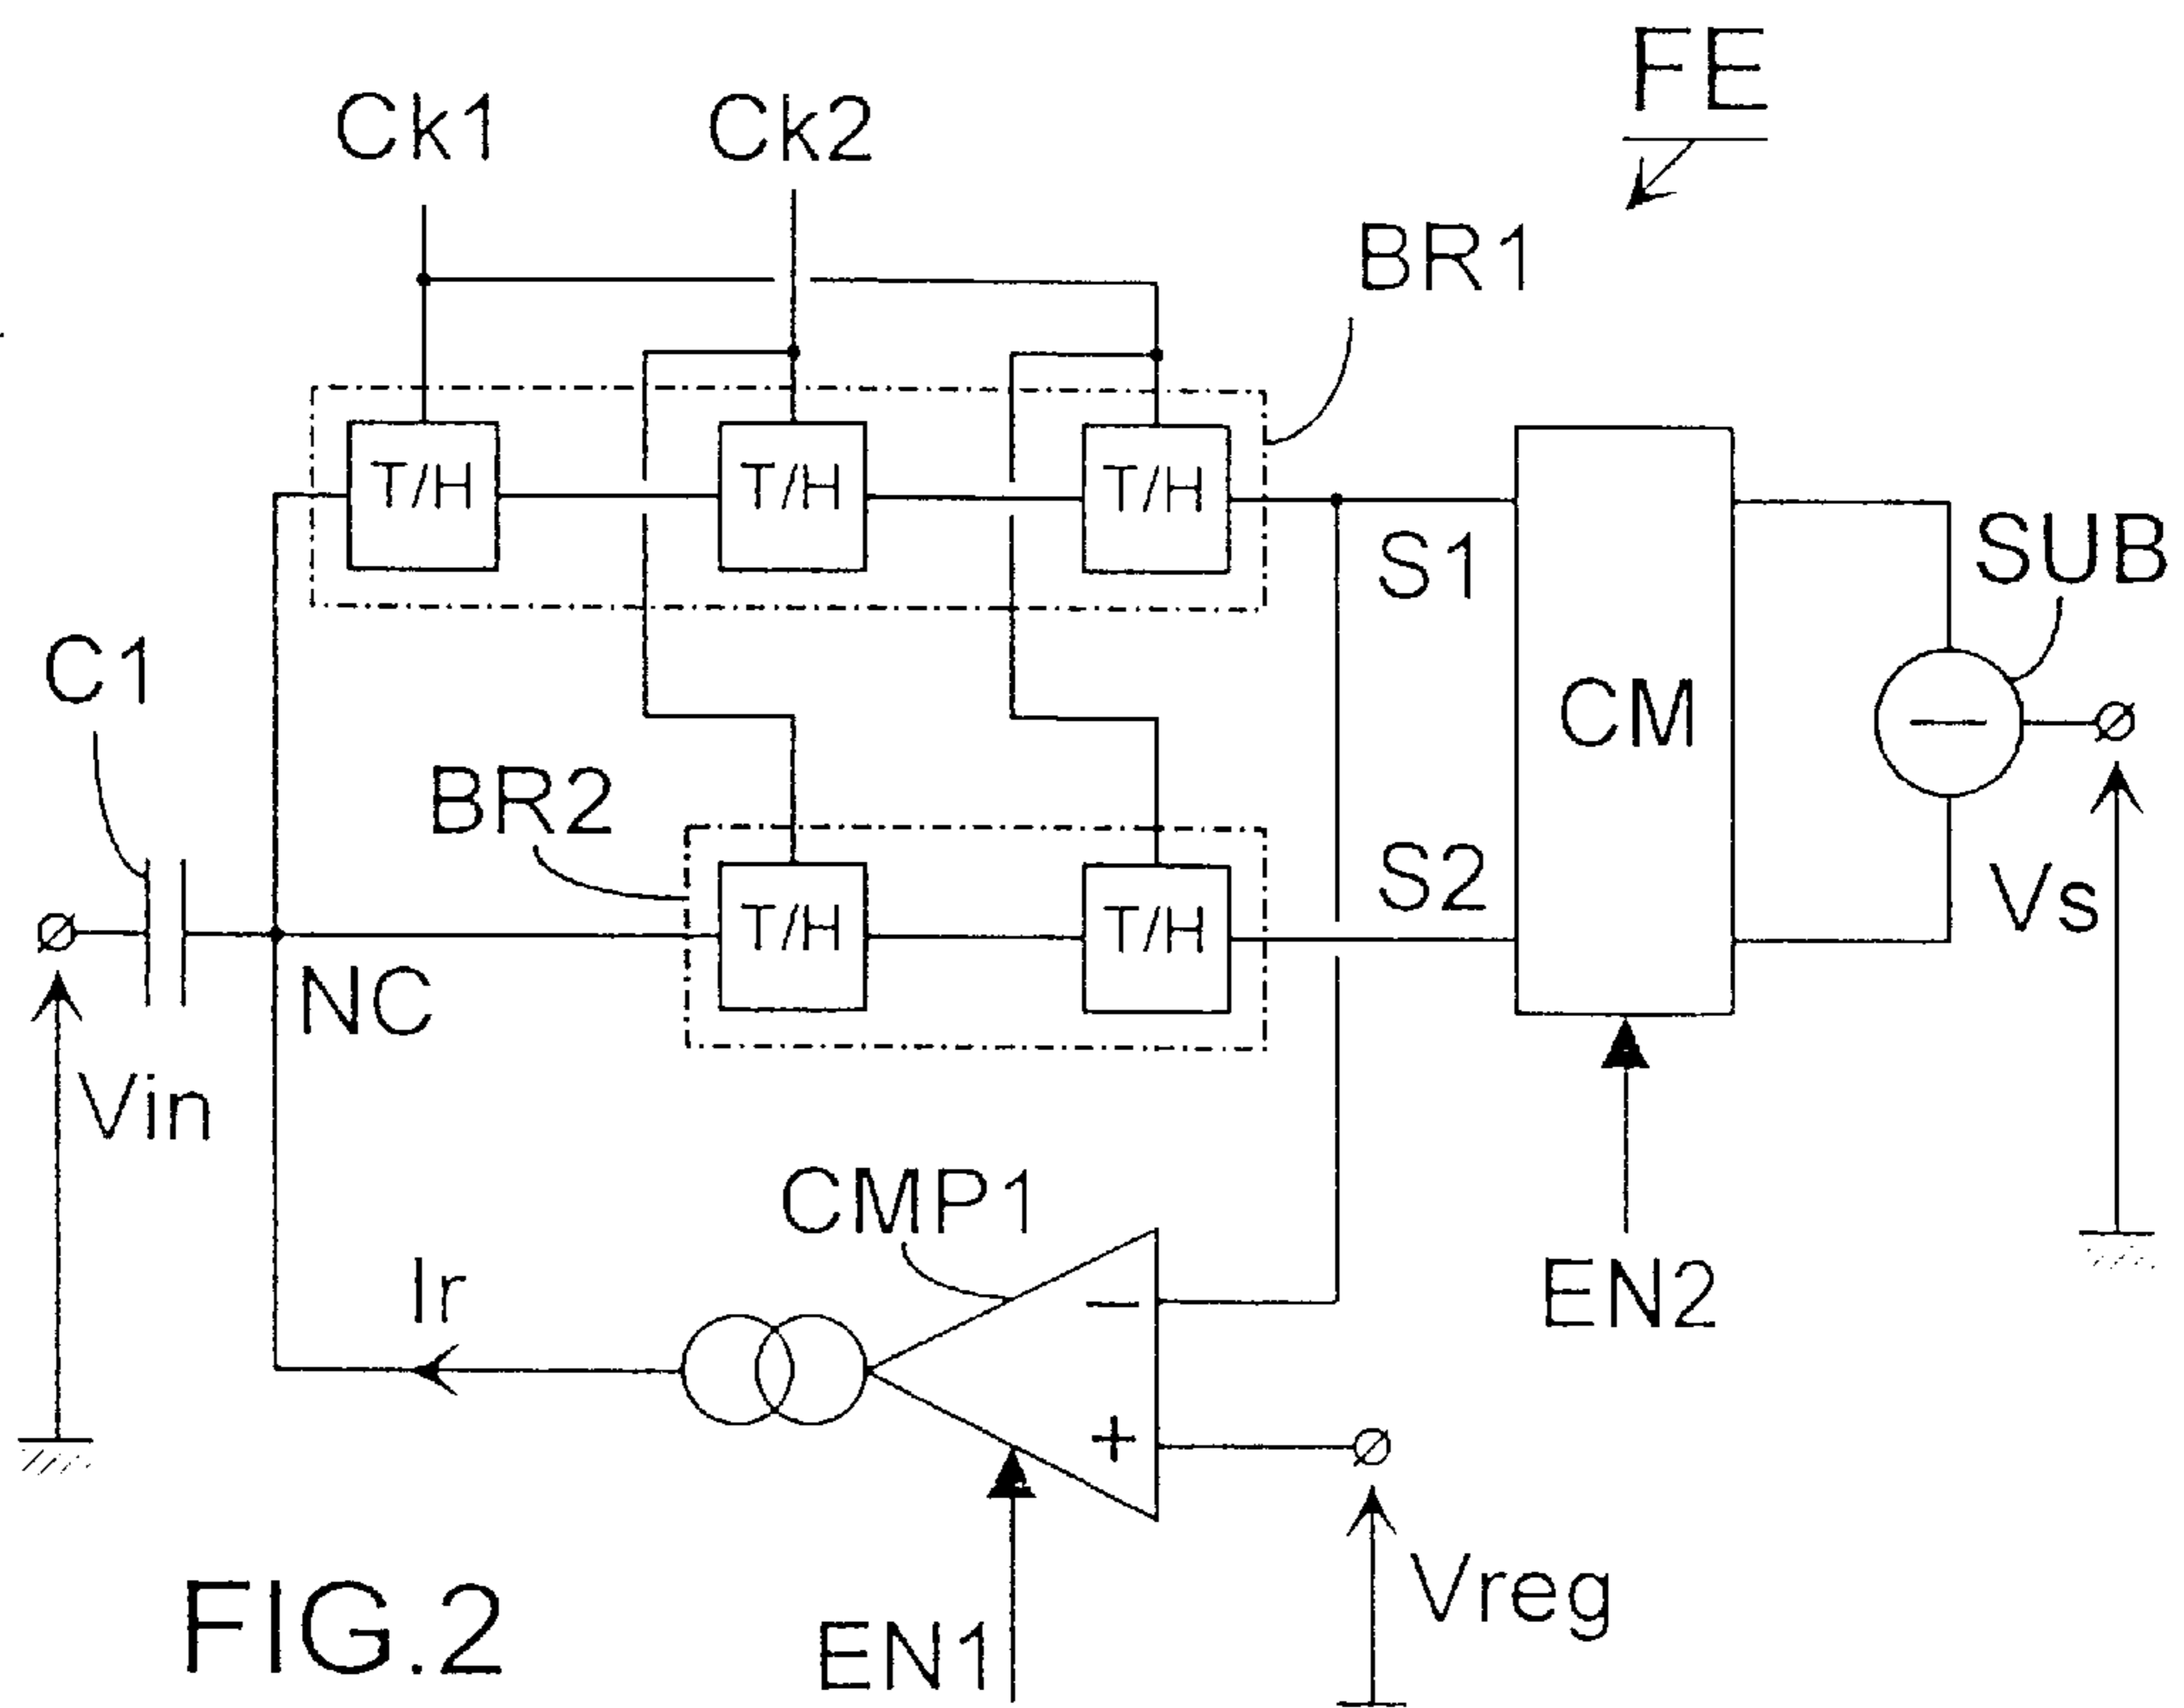 FE
Ck1 Ck2
BR1
T/H T/H T/H
S1
SUB
C1
CM
BR2
S2
Vs
T/H T/H
NC
Vin
CMP1
−
Ir
EN2
+
Vreg
EN1
FIG.2